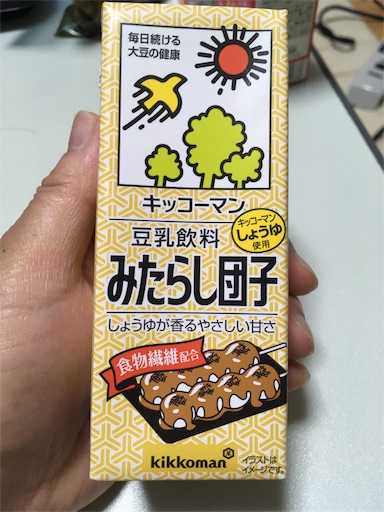 毎日続ける
大豆の健康
キッコーマン
豆乳飲料
キッコーマン
しょうゆ
使用
みたらし団子
しょうゆが香るやさしい甘さ
食物繊維配合
kikkoman
イラストは
イメージです。